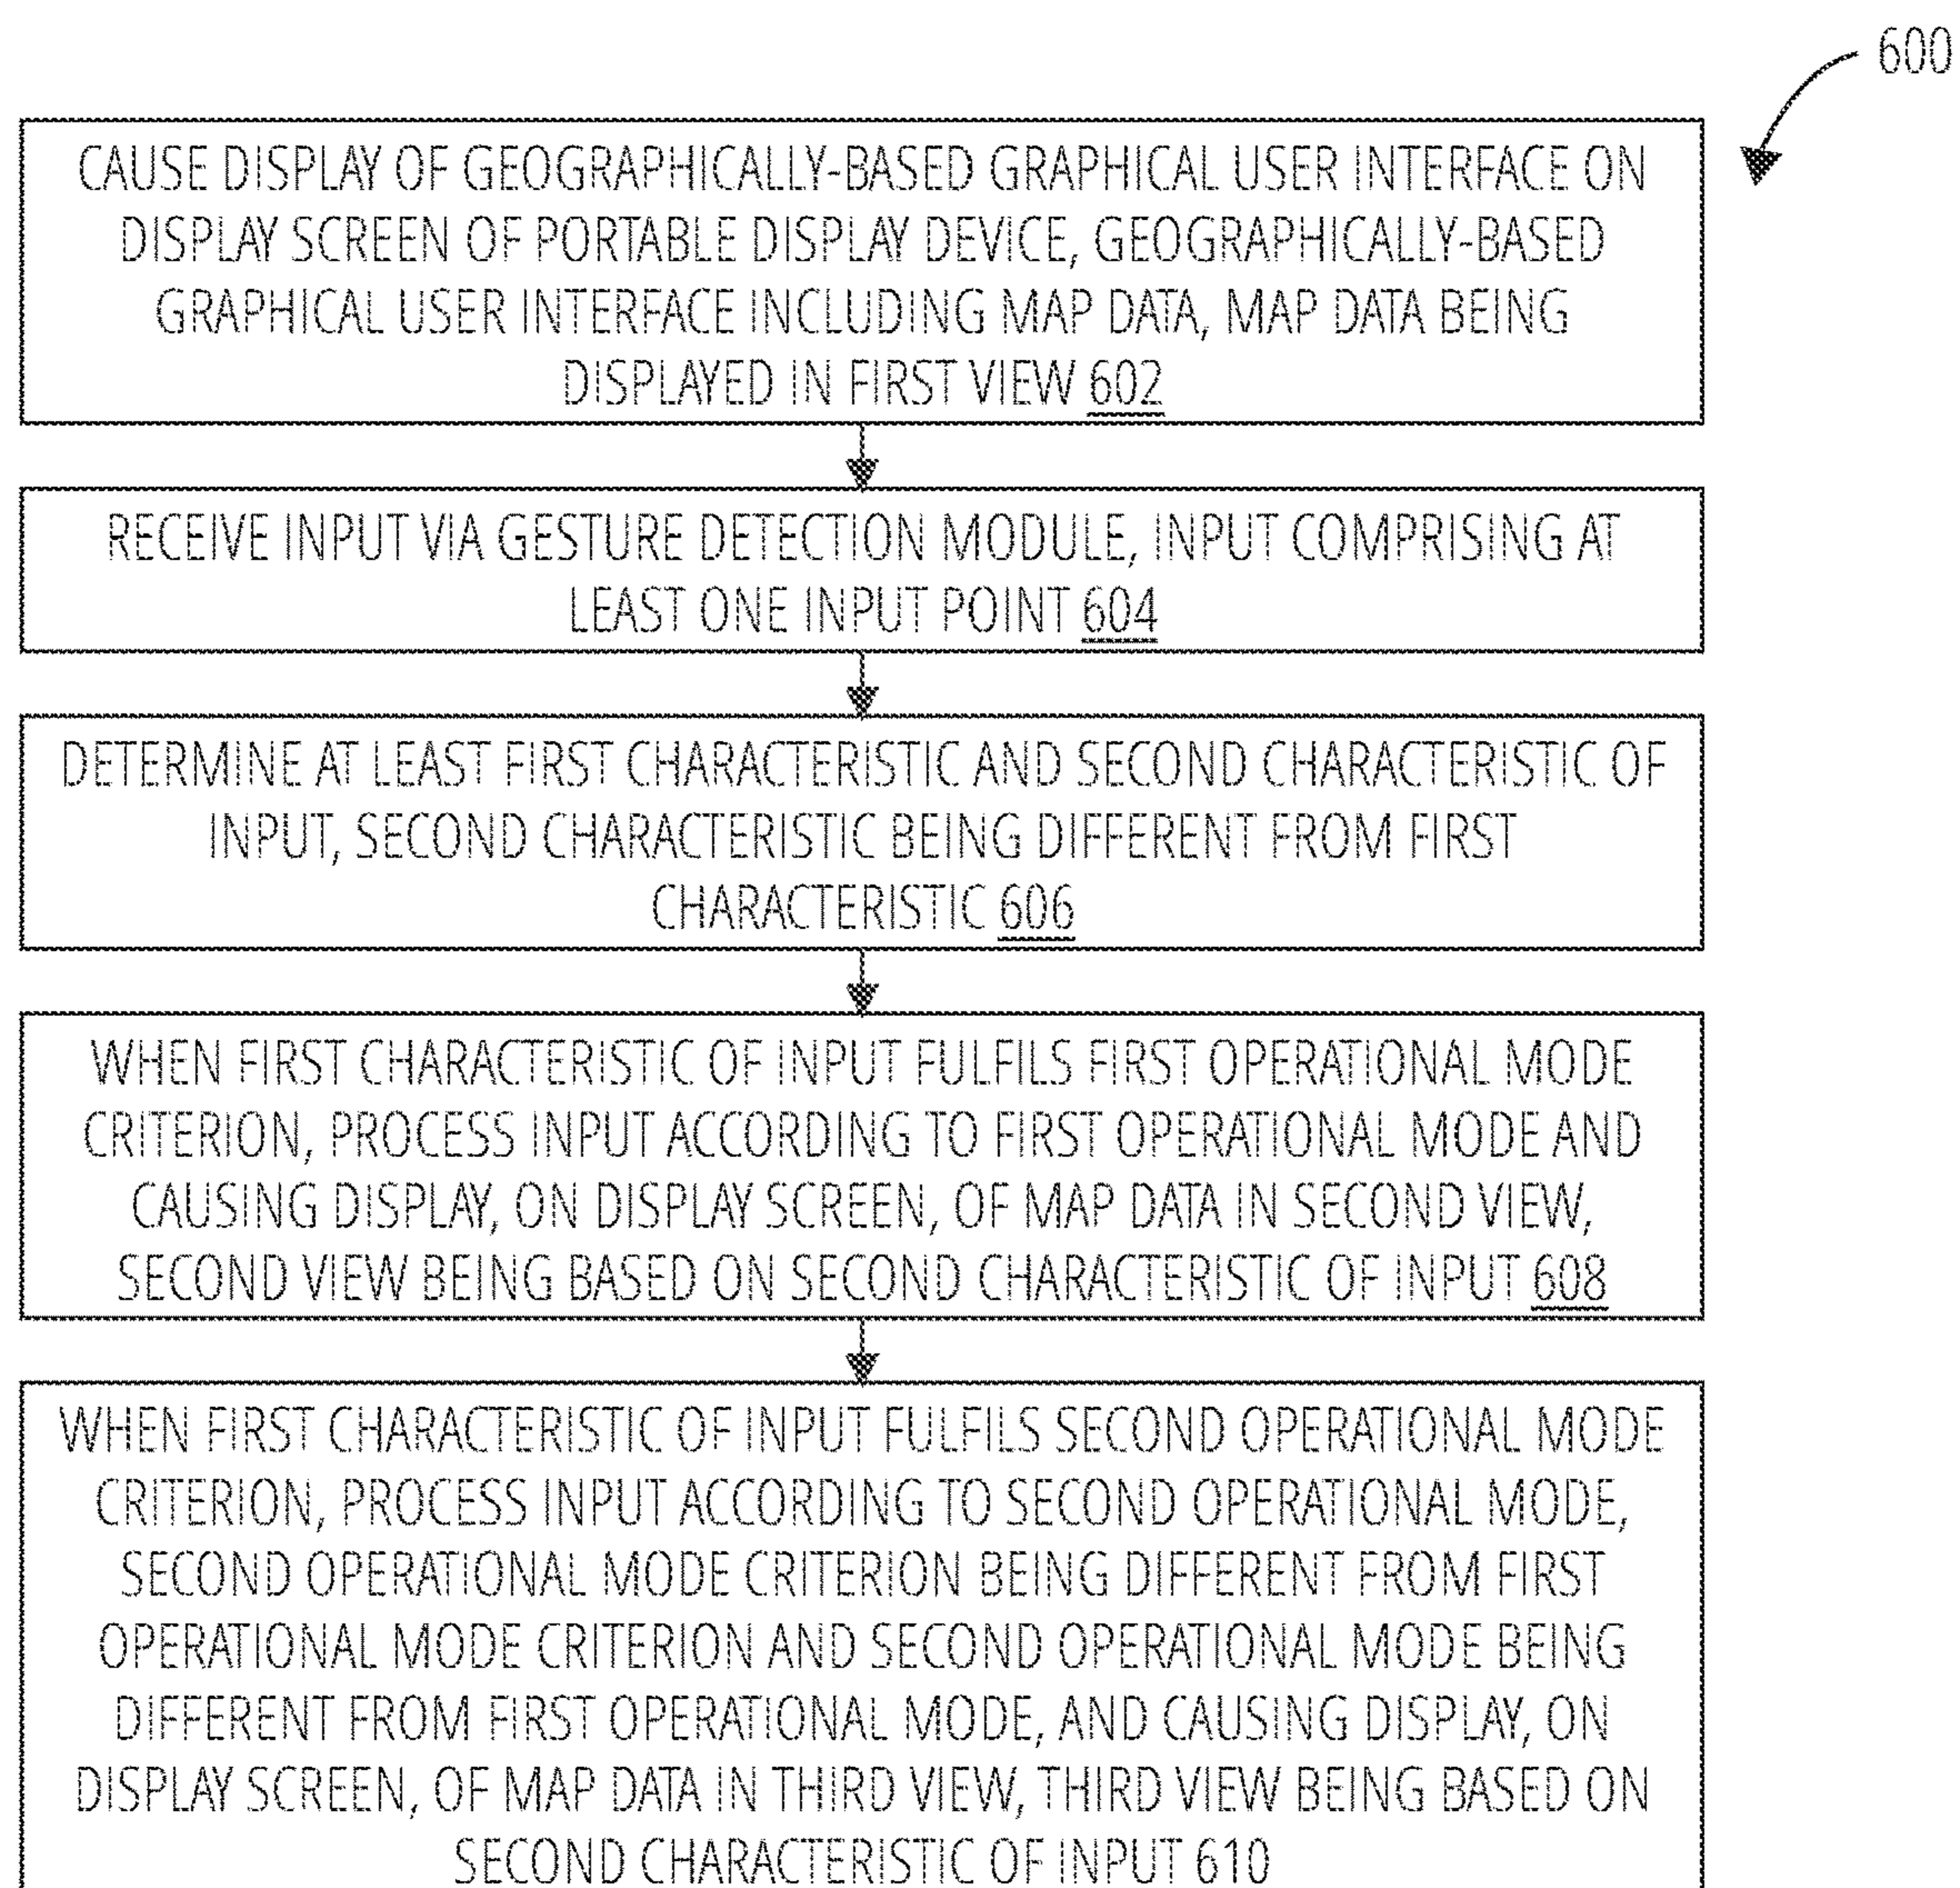 600
CAUSE DISPLAY OF GEOGRAPHICALLY-BASED GRAPHICAL USER INTERFACE ON
DISPLAY SCREEN OF PORTABLE DISPLAY DEVICE, GEOGRAPHICALLY-BASED
GRAPHICAL USER INTERFACE INCLUDING MAP DATA, MAP DATA BEING
DISPLAYED IN FIRST VIEW 602
RECEIVE INPUT VIA GESTURE DETECTION MODULE, INPUT COMPRISING AT
LEAST ONE INPUT POINT 604
DETERMINE AT LEAST FIRST CHARACTERISTIC AND SECOND CHARACTERISTIC OF
INPUT, SECOND CHARACTERISTIC BEING DIFFERENT FROM FIRST
CHARACTERISTIC 606
WHEN FIRST CHARACTERISTIC OF INPUT FULFILS FIRST OPERATIONAL MODE
CRITERION, PROCESS INPUT ACCORDING TO FIRST OPERATIONAL MODE AND
CAUSING DISPLAY, ON DISPLAY SCREEN, OF MAP DATA IN SECOND VIEW,
SECOND VIEW BEING BASED ON SECOND CHARACTERISTIC OF INPUT 608
WHEN FIRST CHARACTERISTIC OF INPUT FULFILS SECOND OPERATIONAL MODE
CRITERION, PROCESS INPUT ACCORDING TO SECOND OPERATIONAL MODE,
SECOND OPERATIONAL MODE CRITERION BEING DIFFERENT FROM FIRST
OPERATIONAL MODE CRITERION AND SECOND OPERATIONAL MODE BEING
DIFFERENT FROM FIRST OPERATIONAL MODE, AND CAUSING DISPLAY, ON
DISPLAY SCREEN, OF MAP DATA IN THIRD VIEW, THIRD VIEW BEING BASED ON
SECOND CHARACTERISTIC OF INPUT 610